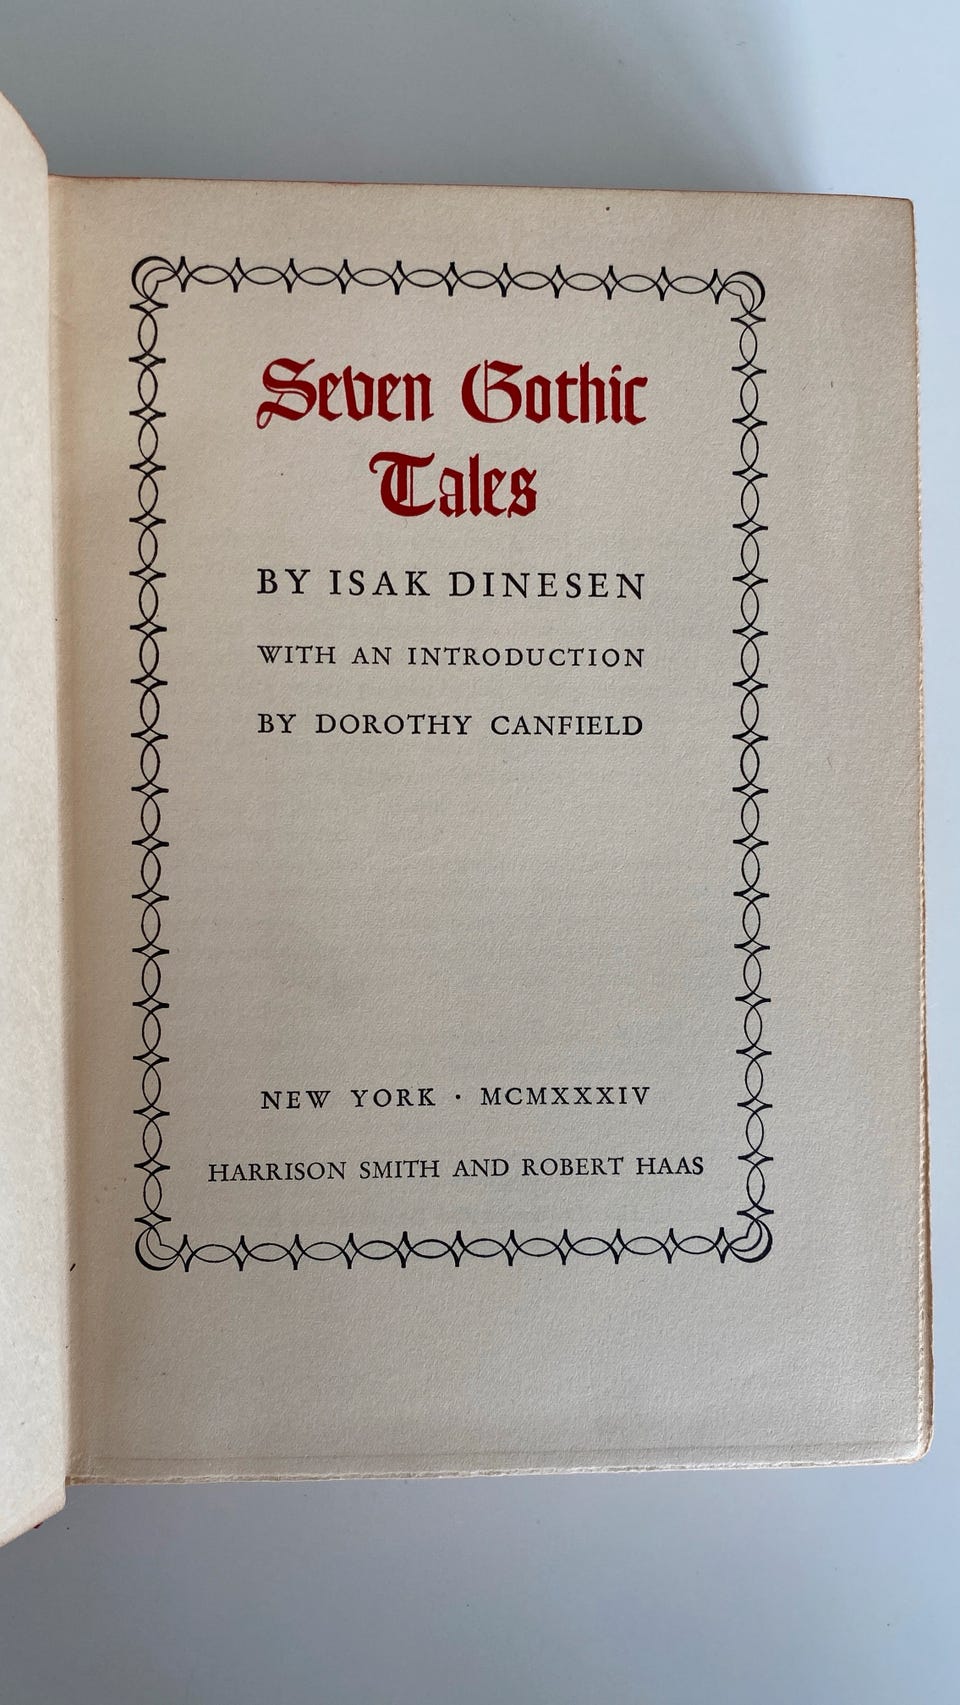 Seven Gothic
Tales
BY ISAK DINESEN
WITH AN INTRODUCTION
BY DOROTHY CANFIELD
NEW YORK · MCMXXXIV
HARRISON SMITH AND ROBERT HAAS